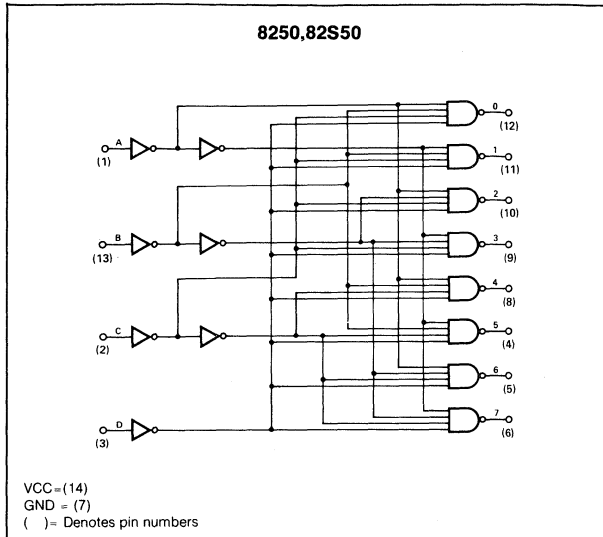 8250,82S50
0
(12)
A
(1)
1
(11)
2
(10)
B
(13)
3
(9)
4
(8)
C
(2)
5
(4)
6
(5)
D
(3)
7
(6)
VCC=(14)
GND = (7)
( )= Denotes pin numbers